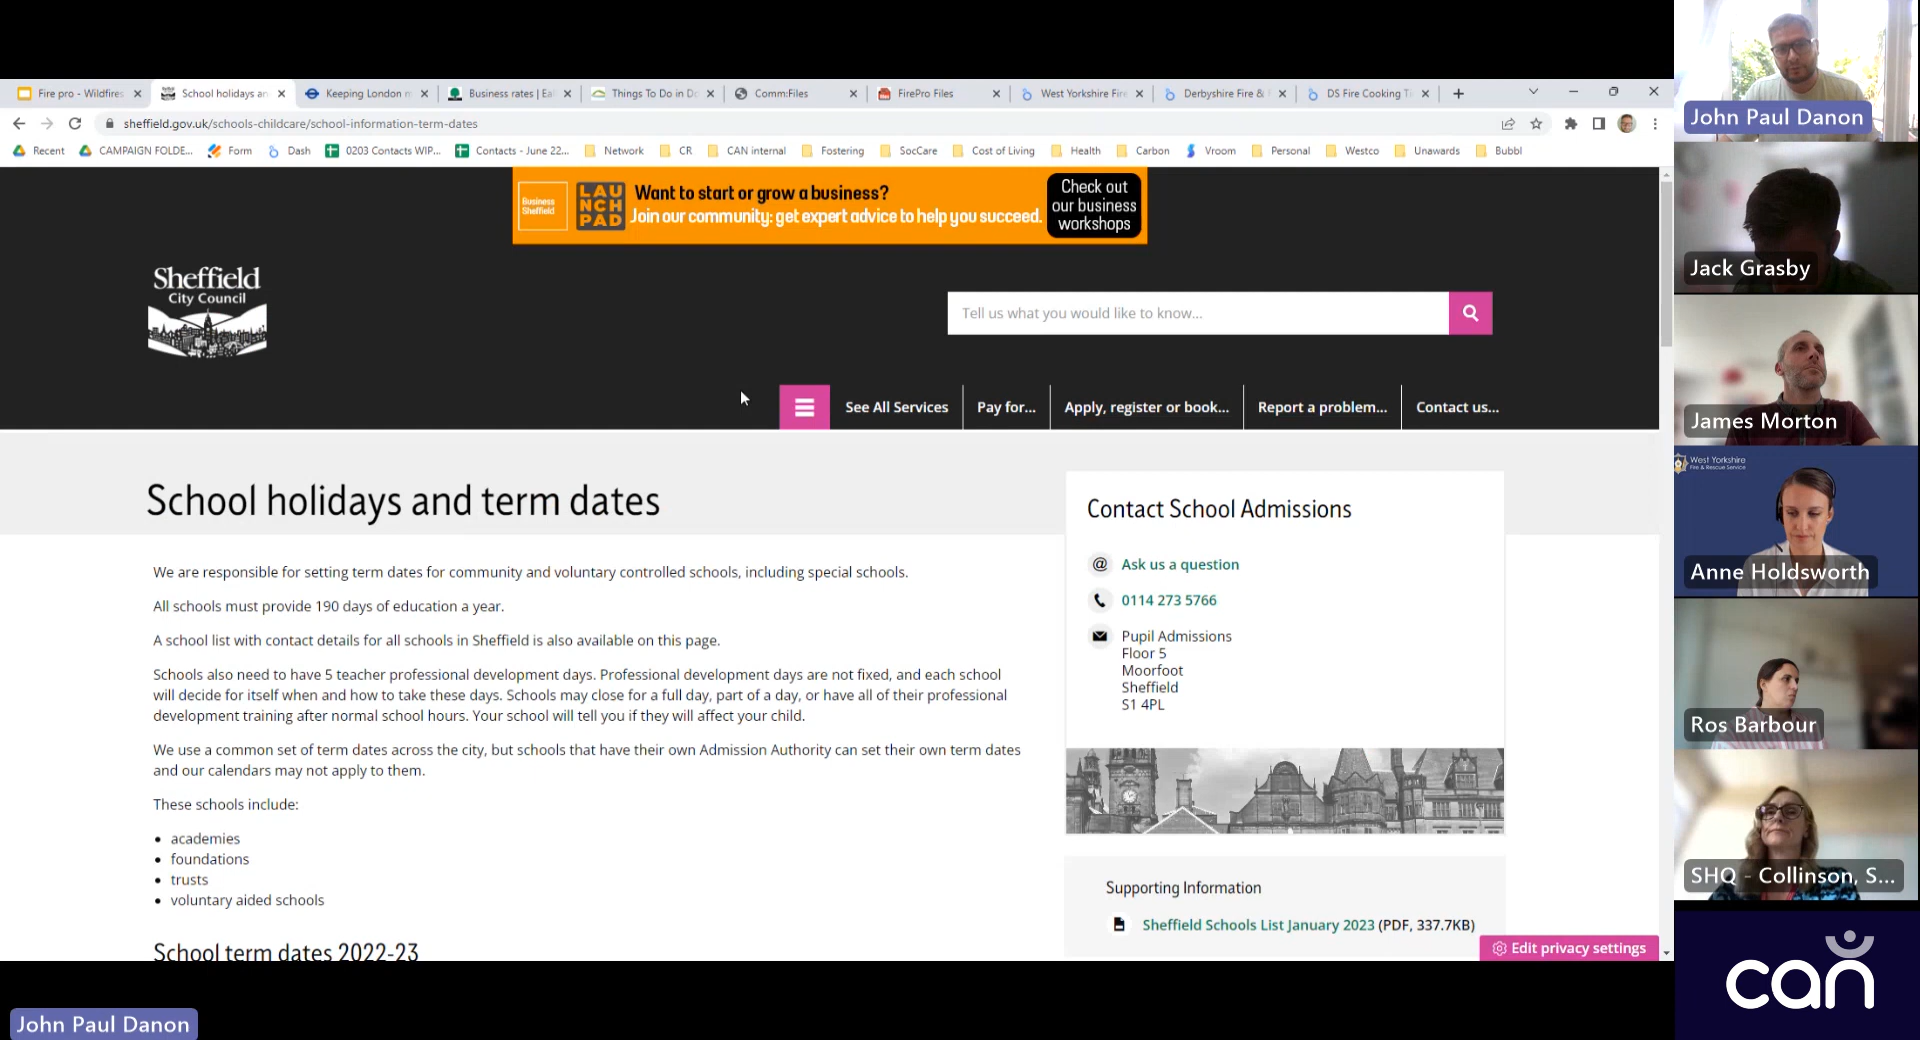 Fire pro - Wildfires
School holidays an
Keeping London m
Business rates | Eal
Things To Do in Do
Comm:Files
FirePro Files
West Yorkshire Fire
Derbyshire Fire &
DS Fire Cooking Ti
sheffield.gov.uk/schools-childcare/school-information-term-dates
Recent
CAMPAIGN FOLDE...
Form
Dash
0203 Contacts WIP...
Contacts - June 22...
Network
CR
CAN internal
Fostering
SocCare
Cost of Living
Health
Carbon
Vroom
Personal
Westco
Unawards
Bubbl
Business
Sheffield
LAU
NCH
PAD
Want to start or grow a business?
Join our community: get expert advice to help you succeed.
Check out
our business
workshops
Sheffield
City Council
Tell us what you would like to know...
See All Services
Pay for...
Apply, register or book...
Report a problem...
Contact us...
School holidays and term dates
We are responsible for setting term dates for community and voluntary controlled schools, including special schools.
All schools must provide 190 days of education a year.
A school list with contact details for all schools in Sheffield is also available on this page.
Schools also need to have 5 teacher professional development days. Professional development days are not fixed, and each school
will decide for itself when and how to take these days. Schools may close for a full day, part of a day, or have all of their professional
development training after normal school hours. Your school will tell you if they will affect your child.
We use a common set of term dates across the city, but schools that have their own Admission Authority can set their own term dates
and our calendars may not apply to them.
These schools include:
• academies
• foundations
• trusts
• voluntary aided schools
School term dates 2022-23
Contact School Admissions
Ask us a question
0114 273 5766
Pupil Admissions
Floor 5
Moorfoot
Sheffield
S1 4PL
Supporting Information
Sheffield Schools List January 2023 (PDF, 337.7KB)
Edit privacy settings
John Paul Danon
Jack Grasby
James Morton
West Yorkshire
Fire & Rescue Service
Anne Holdsworth
Ros Barbour
SHQ - Collinson, S...
can
John Paul Danon